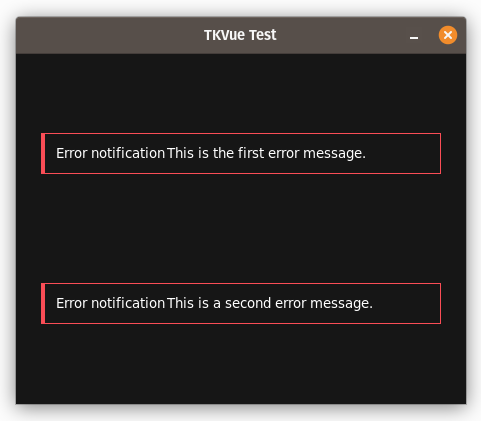 TKVue Test
Error notification This is the first error message.
Error notification This is a second error message.